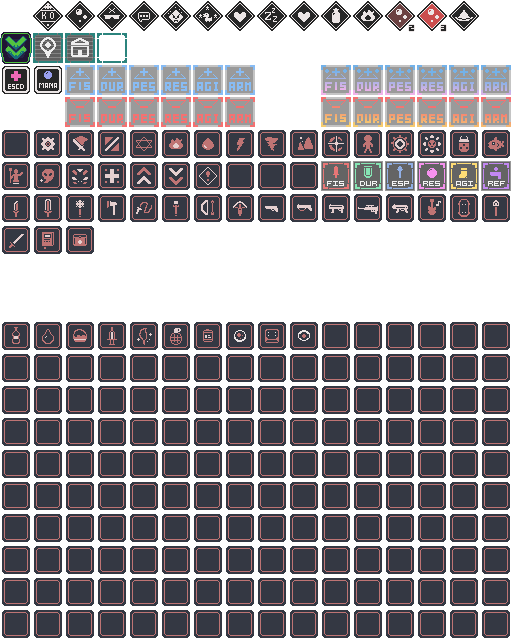 KO ZZ 2 3
ESCD MANA FIS DUR PES RES AGI ARM FIS DUR PES RES AGI ARM
FIS DUR PES RES AGI ARM FIS DUR PES RES AGI ARM
FIS DUR ESP RES AGI REF